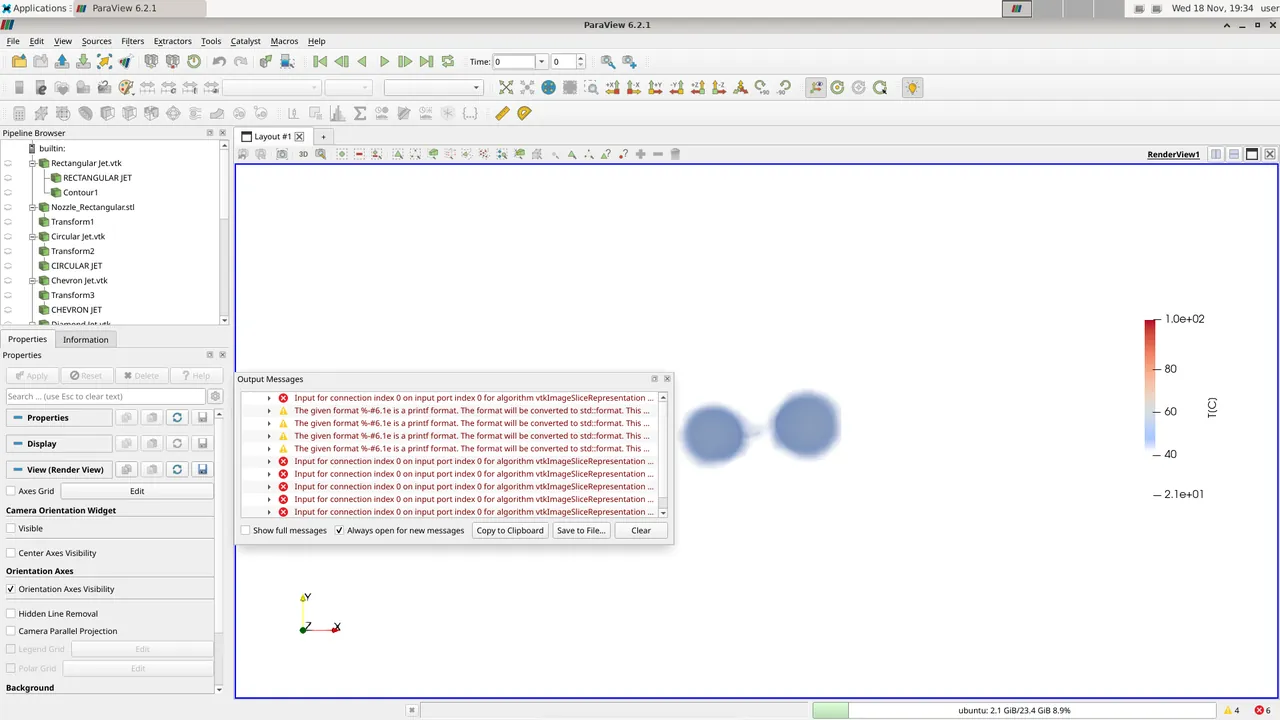 Applications
ParaView 6.2.1
Wed 18 Nov, 19:34 user
ParaView 6.2.1
File Edit View Sources Filters Extractors Tools Catalyst Macros Help
Time: 0 0
+X -X +Y -Y +Z -Z +90 -90
Pipeline Browser
Layout #1 +
3D
RenderView1
builtin:
Rectangular Jet.vtk
RECTANGULAR JET
Contour1
Nozzle_Rectangular.stl
Transform1
Circular Jet.vtk
Transform2
CIRCULAR JET
Chevron Jet.vtk
Transform3
CHEVRON JET
Diamond Jet.vtk
Properties Information
Properties
Apply Reset Delete Help
Search ... (use Esc to clear text)
Properties
Display
View (Render View)
Axes Grid Edit
Camera Orientation Widget
Visible
Center Axes Visibility
Orientation Axes
Orientation Axes Visibility
Hidden Line Removal
Camera Parallel Projection
Legend Grid Edit
Polar Grid Edit
Background
Output Messages
Input for connection index 0 on input port index 0 for algorithm vtkImageSliceRepresentation ...
The given format %-#6.1e is a printf format. The format will be converted to std::format. This ...
The given format %-#6.1e is a printf format. The format will be converted to std::format. This ...
The given format %-#6.1e is a printf format. The format will be converted to std::format. This ...
The given format %-#6.1e is a printf format. The format will be converted to std::format. This ...
Input for connection index 0 on input port index 0 for algorithm vtkImageSliceRepresentation ...
Input for connection index 0 on input port index 0 for algorithm vtkImageSliceRepresentation ...
Input for connection index 0 on input port index 0 for algorithm vtkImageSliceRepresentation ...
Input for connection index 0 on input port index 0 for algorithm vtkImageSliceRepresentation ...
Input for connection index 0 on input port index 0 for algorithm vtkImageSliceRepresentation ...
Show full messages Always open for new messages Copy to Clipboard Save to File... Clear
1.0e+02
80
60
40
2.1e+01
T(C)
Y
Z X
ubuntu: 2.1 GiB/23.4 GiB 8.9%
4 6